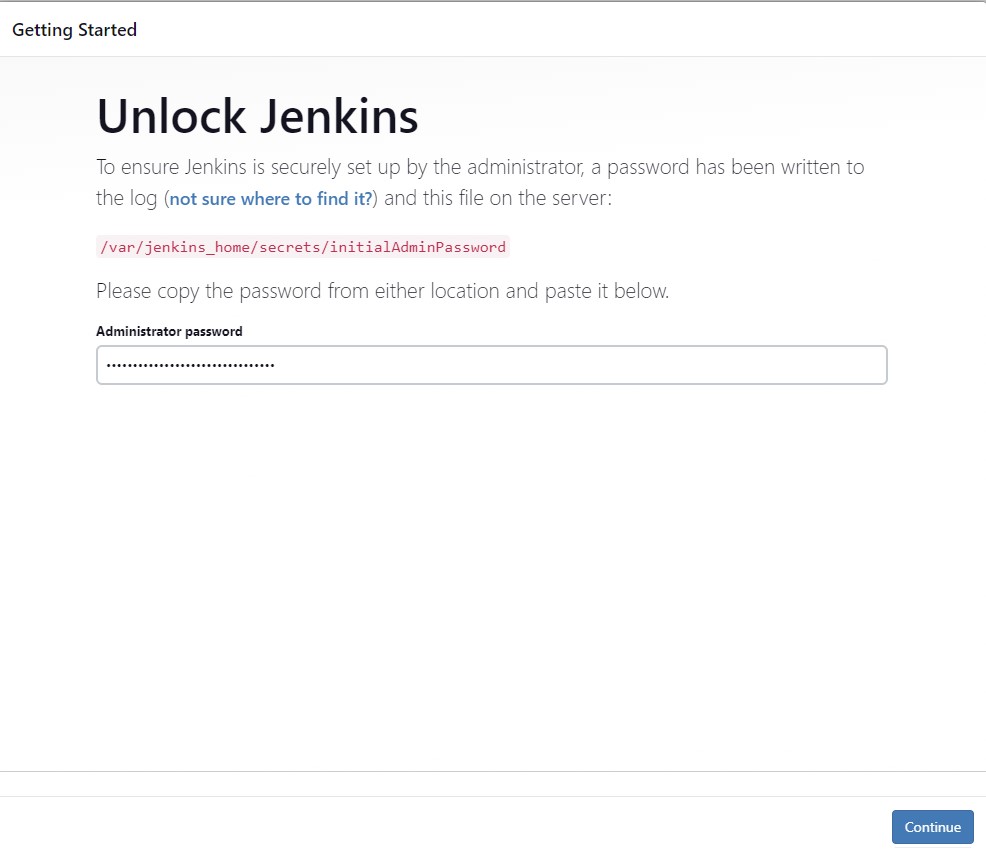 Getting Started
Unlock Jenkins
To ensure Jenkins is securely set up by the administrator, a password has been written to
the log (not sure where to find it?) and this file on the server:
/var/jenkins_home/secrets/initialAdminPassword
Please copy the password from either location and paste it below.
Administrator password
••••••••••••••••••••••••••••••••
Continue